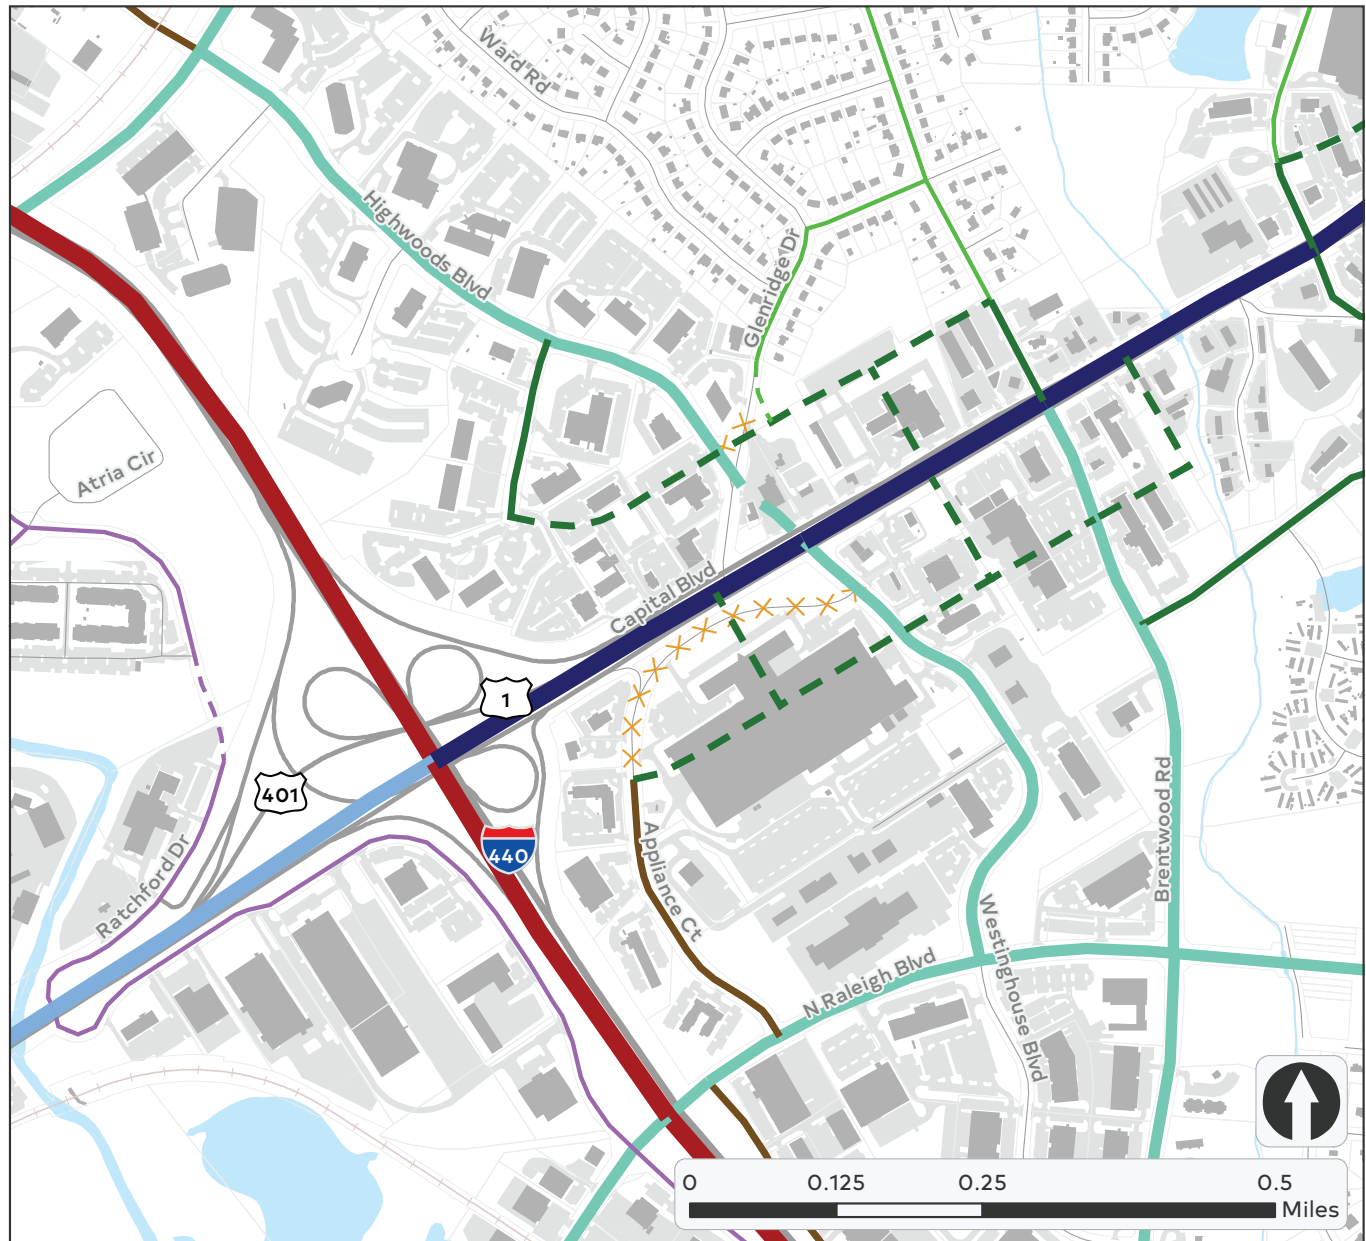 Ward Rd
Highwoods Blvd
Glenridge Dr
Atria Cir
Capital Blvd
1
401
440
Ratchford Dr
Appliance Ct
Brentwood Rd
Westinghouse Blvd
N Raleigh Blvd
0 0.125 0.25 0.5
Miles